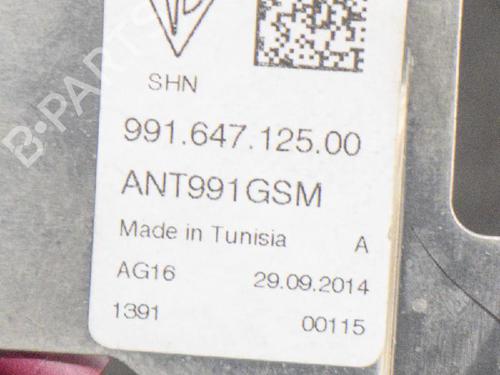 SHN
991.647.125.00
ANT991GSM
Made in Tunisia A
AG16 29.09.2014
1391 00115
B-PARTS